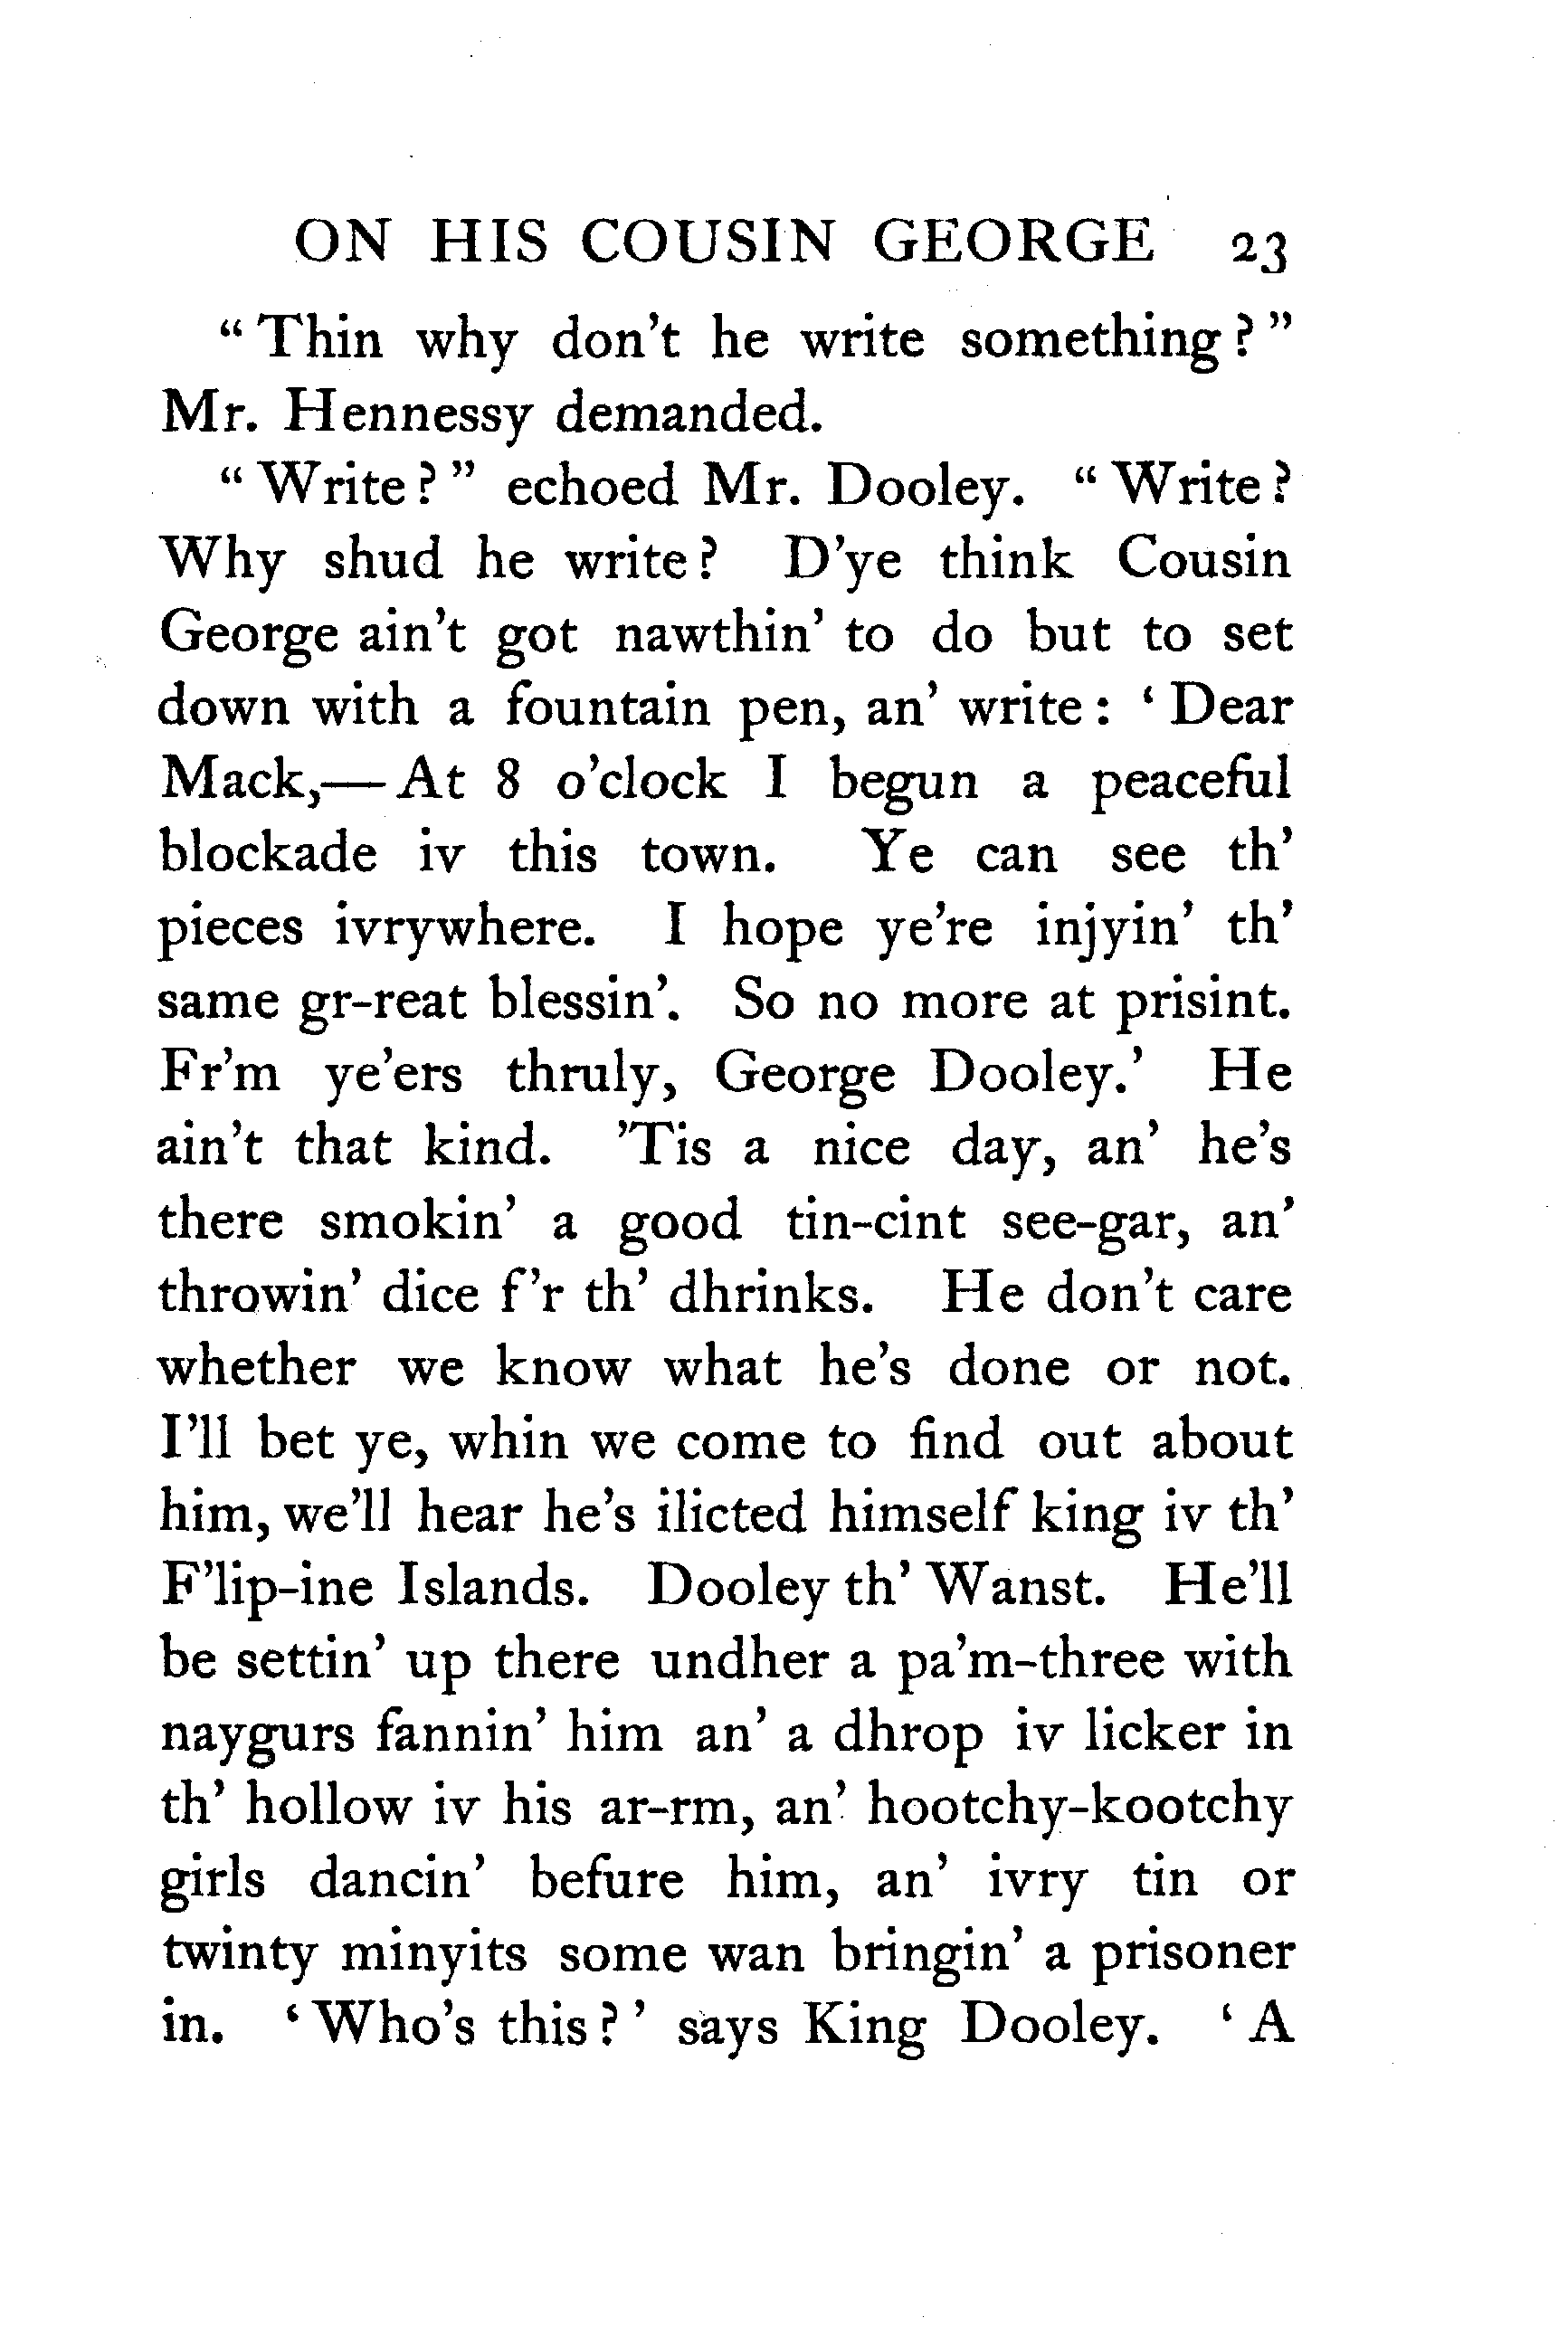 ON HIS COUSIN GEORGE 23
“Thin why don't he write something?”
Mr. Hennessy demanded.
“Write?” echoed Mr. Dooley. “Write?
Why shud he write? D'ye think Cousin
George ain't got nawthin' to do but to set
down with a fountain pen, an' write: ‘Dear
Mack,—At 8 o'clock I begun a peaceful
blockade iv this town. Ye can see th'
pieces ivrywhere. I hope ye're injyin' th'
same gr-reat blessin'. So no more at prisint.
Fr'm ye'ers thruly, George Dooley.’ He
ain't that kind. 'Tis a nice day, an' he's
there smokin' a good tin-cint see-gar, an'
throwin' dice f'r th' dhrinks. He don't care
whether we know what he's done or not.
I'll bet ye, whin we come to find out about
him, we'll hear he's ilicted himself king iv th'
F'lip-ine Islands. Dooley th' Wanst. He'll
be settin' up there undher a pa'm-three with
naygurs fannin' him an' a dhrop iv licker in
th' hollow iv his ar-rm, an' hootchy-kootchy
girls dancin' befure him, an' ivry tin or
twinty minyits some wan bringin' a prisoner
in. ‘Who's this?’ says King Dooley. ‘A